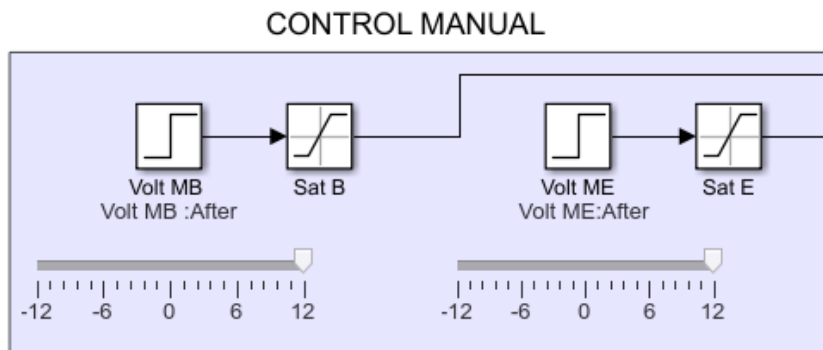 CONTROL MANUAL
Volt MB Sat B Volt ME Sat E
Volt MB :After Volt ME:After
-12 -6 0 6 12 -12 -6 0 6 12